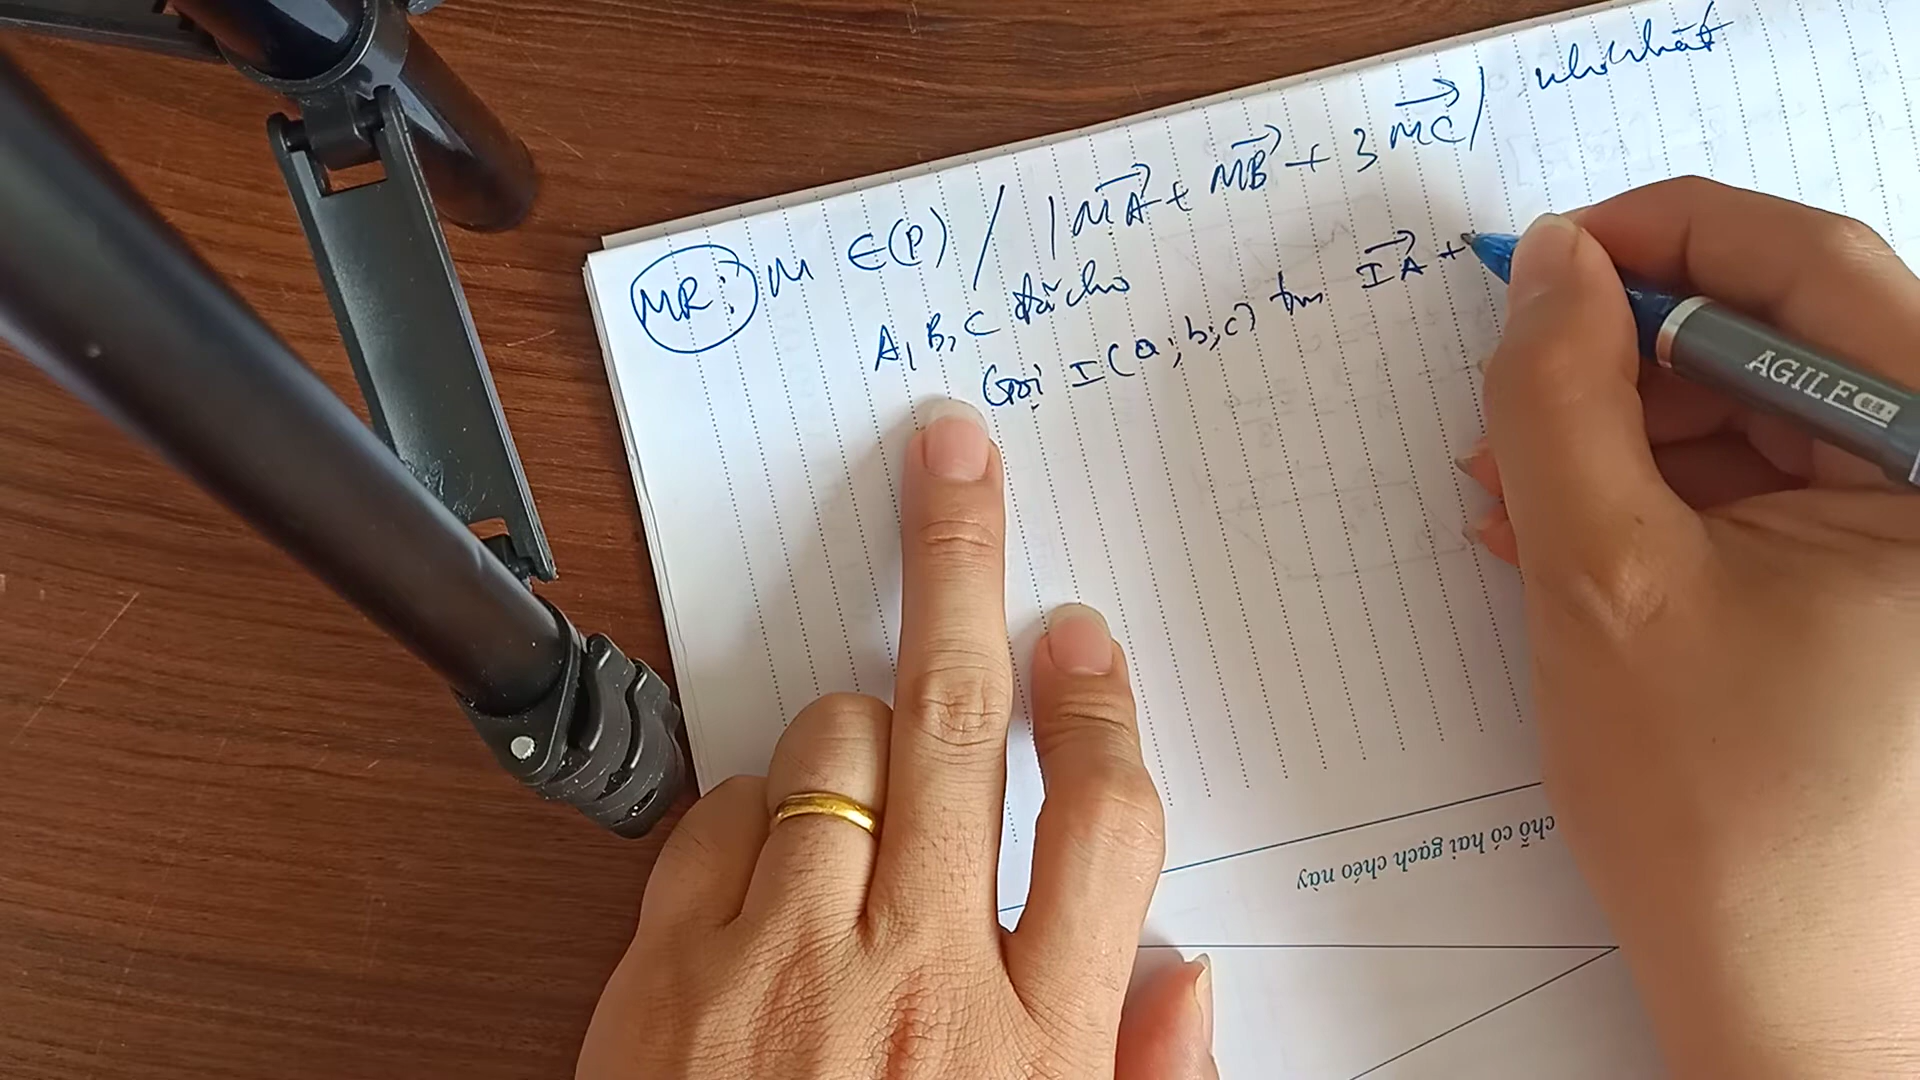 MR: M ∈ (P) / |MA→ + MB→ + 3MC→| nhỏ nhất
A, B, C đã cho
Gọi I(a; b; c) tm IA→ +
AGILE
chỗ có hai gạch chéo này